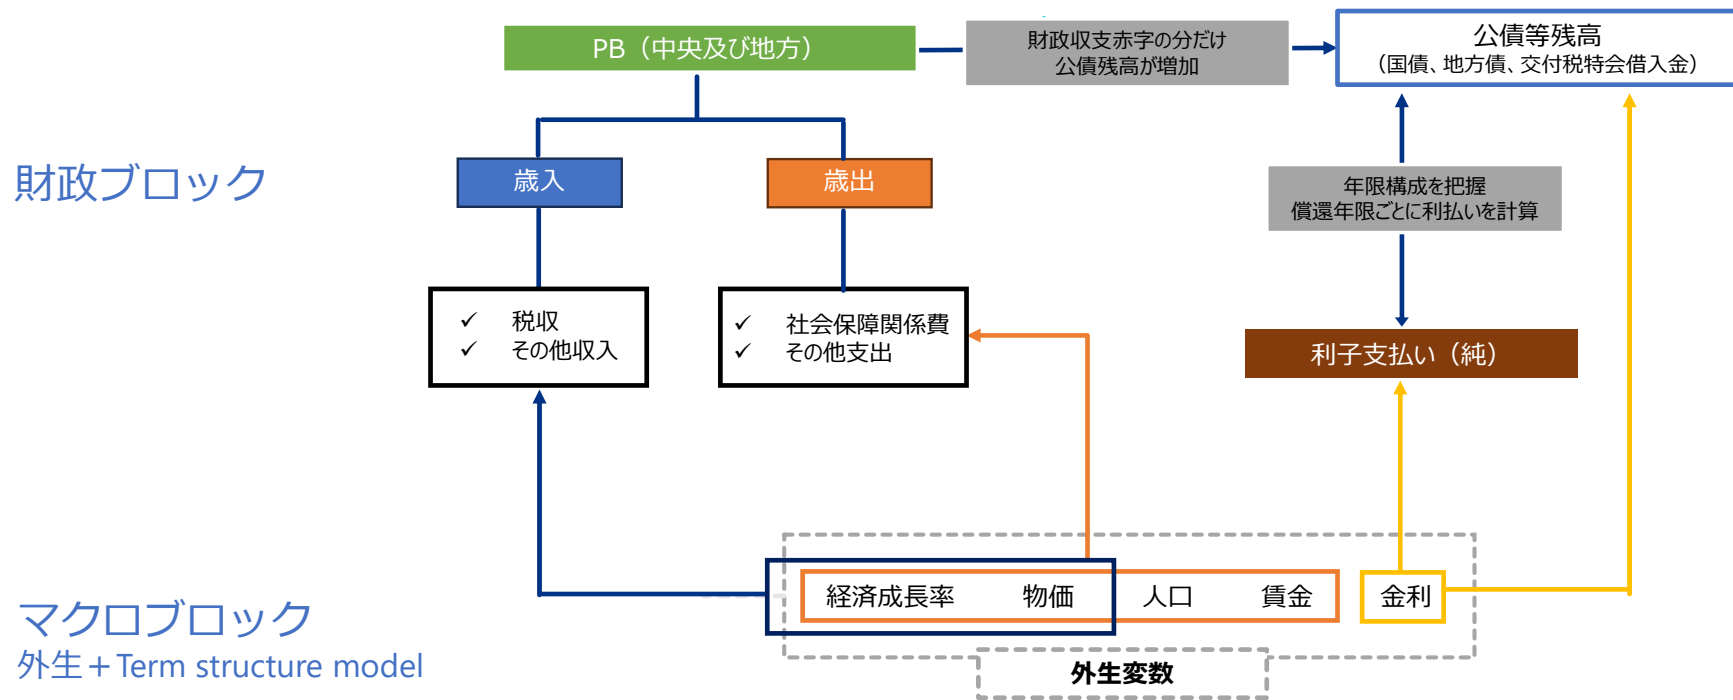 PB（中央及び地方）
財政収支赤字の分だけ
公債残高が増加
公債等残高
（国債、地方債、交付税特会借入金）
財政ブロック
歳入
歳出
年限構成を把握
償還年限ごとに利払いを計算
✓ 税収
✓ その他収入
✓ 社会保障関係費
✓ その他支出
利子支払い（純）
マクロブロック
外生＋Term structure model
経済成長率 物価 人口 賃金 金利
外生変数